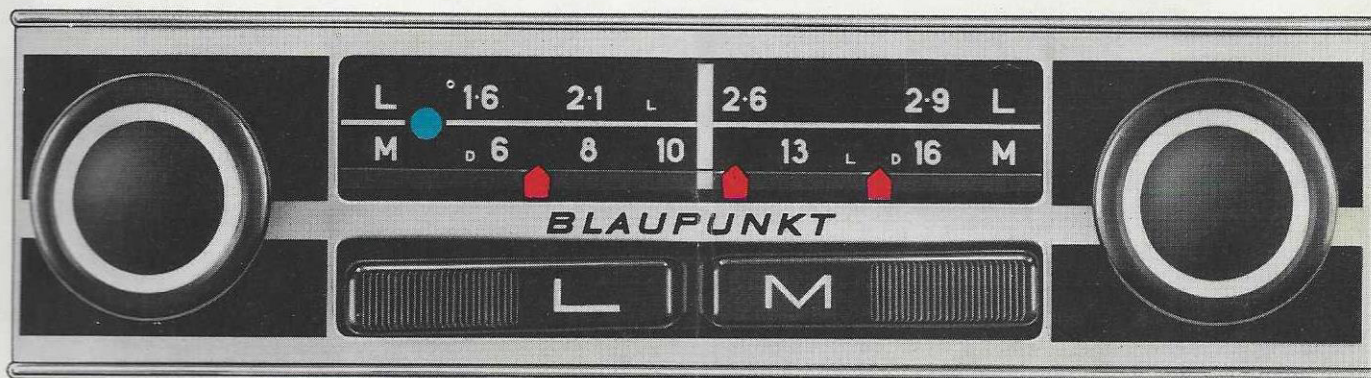 L ° 1·6 2·1 L 2·6 2·9 L
M D 6 8 10 13 L D 16 M
BLAUPUNKT
L M